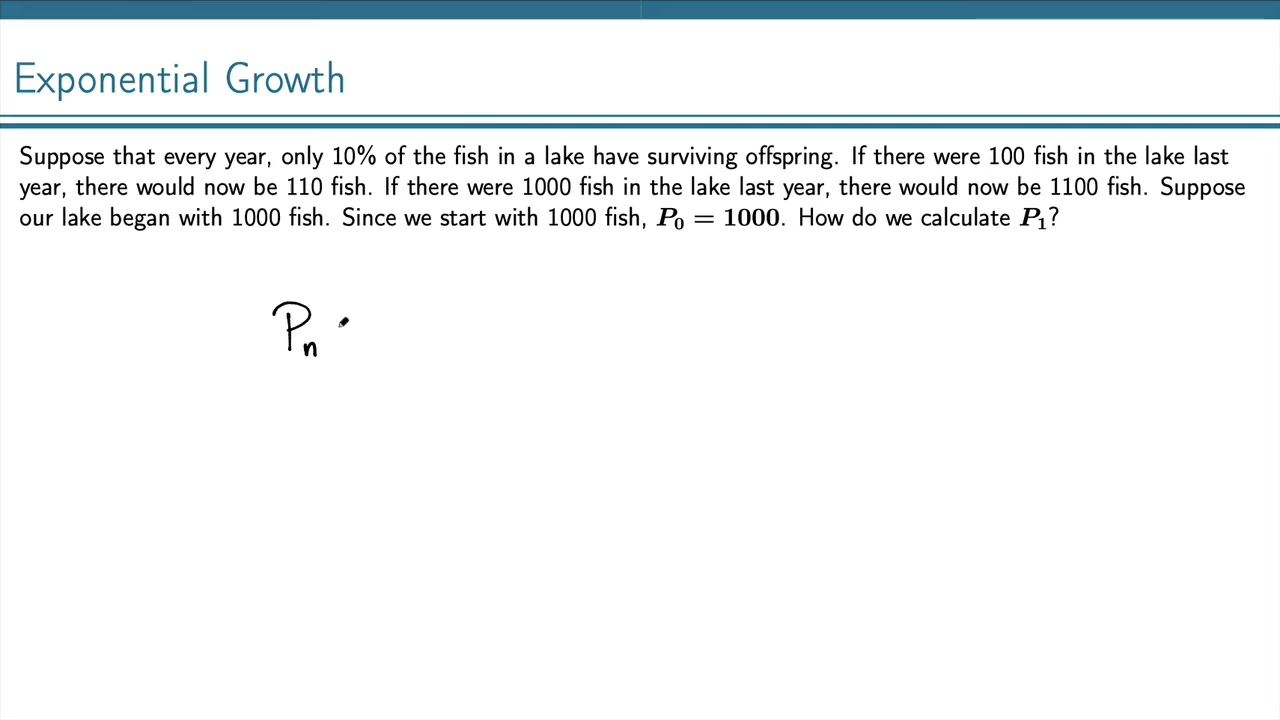 Exponential Growth
Suppose that every year, only 10% of the fish in a lake have surviving offspring. If there were 100 fish in the lake last
year, there would now be 110 fish. If there were 1000 fish in the lake last year, there would now be 1100 fish. Suppose
our lake began with 1000 fish. Since we start with 1000 fish, P₀ = 1000. How do we calculate P₁?
Pₙ